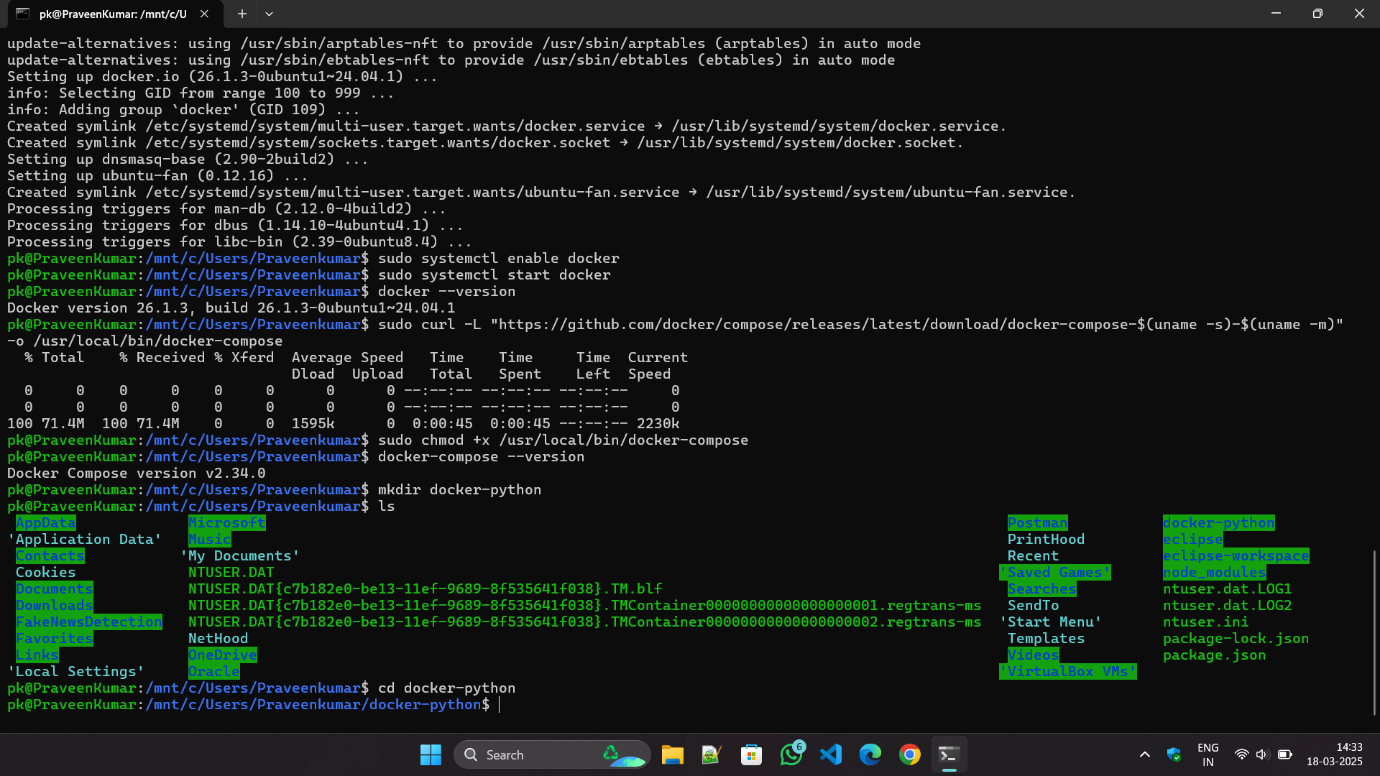 pk@PraveenKumar: /mnt/c/U
update-alternatives: using /usr/sbin/arptables-nft to provide /usr/sbin/arptables (arptables) in auto mode
update-alternatives: using /usr/sbin/ebtables-nft to provide /usr/sbin/ebtables (ebtables) in auto mode
Setting up docker.io (26.1.3-0ubuntu1~24.04.1) ...
info: Selecting GID from range 100 to 999 ...
info: Adding group `docker' (GID 109) ...
Created symlink /etc/systemd/system/multi-user.target.wants/docker.service → /usr/lib/systemd/system/docker.service.
Created symlink /etc/systemd/system/sockets.target.wants/docker.socket → /usr/lib/systemd/system/docker.socket.
Setting up dnsmasq-base (2.90-2build2) ...
Setting up ubuntu-fan (0.12.16) ...
Created symlink /etc/systemd/system/multi-user.target.wants/ubuntu-fan.service → /usr/lib/systemd/system/ubuntu-fan.service.
Processing triggers for man-db (2.12.0-4build2) ...
Processing triggers for dbus (1.14.10-4ubuntu4.1) ...
Processing triggers for libc-bin (2.39-0ubuntu8.4) ...
pk@PraveenKumar:/mnt/c/Users/Praveenkumar$ sudo systemctl enable docker
pk@PraveenKumar:/mnt/c/Users/Praveenkumar$ sudo systemctl start docker
pk@PraveenKumar:/mnt/c/Users/Praveenkumar$ docker --version
Docker version 26.1.3, build 26.1.3-0ubuntu1~24.04.1
pk@PraveenKumar:/mnt/c/Users/Praveenkumar$ sudo curl -L "https://github.com/docker/compose/releases/latest/download/docker-compose-$(uname -s)-$(uname -m)"
-o /usr/local/bin/docker-compose
% Total % Received % Xferd Average Speed Time Time Time Current
Dload Upload Total Spent Left Speed
0 0 0 0 0 0 0 0 --:--:-- --:--:-- --:--:-- 0
0 0 0 0 0 0 0 0 --:--:-- --:--:-- --:--:-- 0
100 71.4M 100 71.4M 0 0 1595k 0 0:00:45 0:00:45 --:--:-- 2230k
pk@PraveenKumar:/mnt/c/Users/Praveenkumar$ sudo chmod +x /usr/local/bin/docker-compose
pk@PraveenKumar:/mnt/c/Users/Praveenkumar$ docker-compose --version
Docker Compose version v2.34.0
pk@PraveenKumar:/mnt/c/Users/Praveenkumar$ mkdir docker-python
pk@PraveenKumar:/mnt/c/Users/Praveenkumar$ ls
AppData Microsoft Postman docker-python
'Application Data' Music PrintHood eclipse
Contacts 'My Documents' Recent eclipse-workspace
Cookies NTUSER.DAT 'Saved Games' node_modules
Documents NTUSER.DAT{c7b182e0-be13-11ef-9689-8f535641f038}.TM.blf Searches ntuser.dat.LOG1
Downloads NTUSER.DAT{c7b182e0-be13-11ef-9689-8f535641f038}.TMContainer00000000000000000001.regtrans-ms SendTo ntuser.dat.LOG2
FakeNewsDetection NTUSER.DAT{c7b182e0-be13-11ef-9689-8f535641f038}.TMContainer00000000000000000002.regtrans-ms 'Start Menu' ntuser.ini
Favorites NetHood Templates package-lock.json
Links OneDrive Videos package.json
'Local Settings' Oracle 'VirtualBox VMs'
pk@PraveenKumar:/mnt/c/Users/Praveenkumar$ cd docker-python
pk@PraveenKumar:/mnt/c/Users/Praveenkumar/docker-python$
Search 6 ENG 14:33
IN 18-03-2025